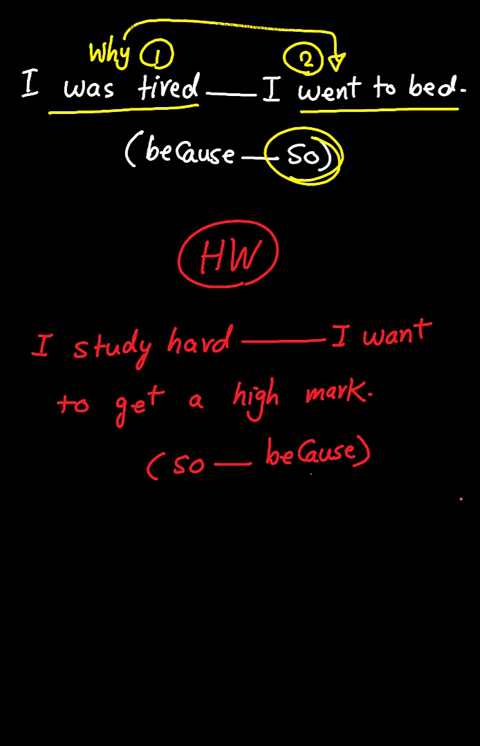 Why 1 2
I was tired — I went to bed.
(because — so)
HW
I study hard — I want
to get a high mark.
(so — because)